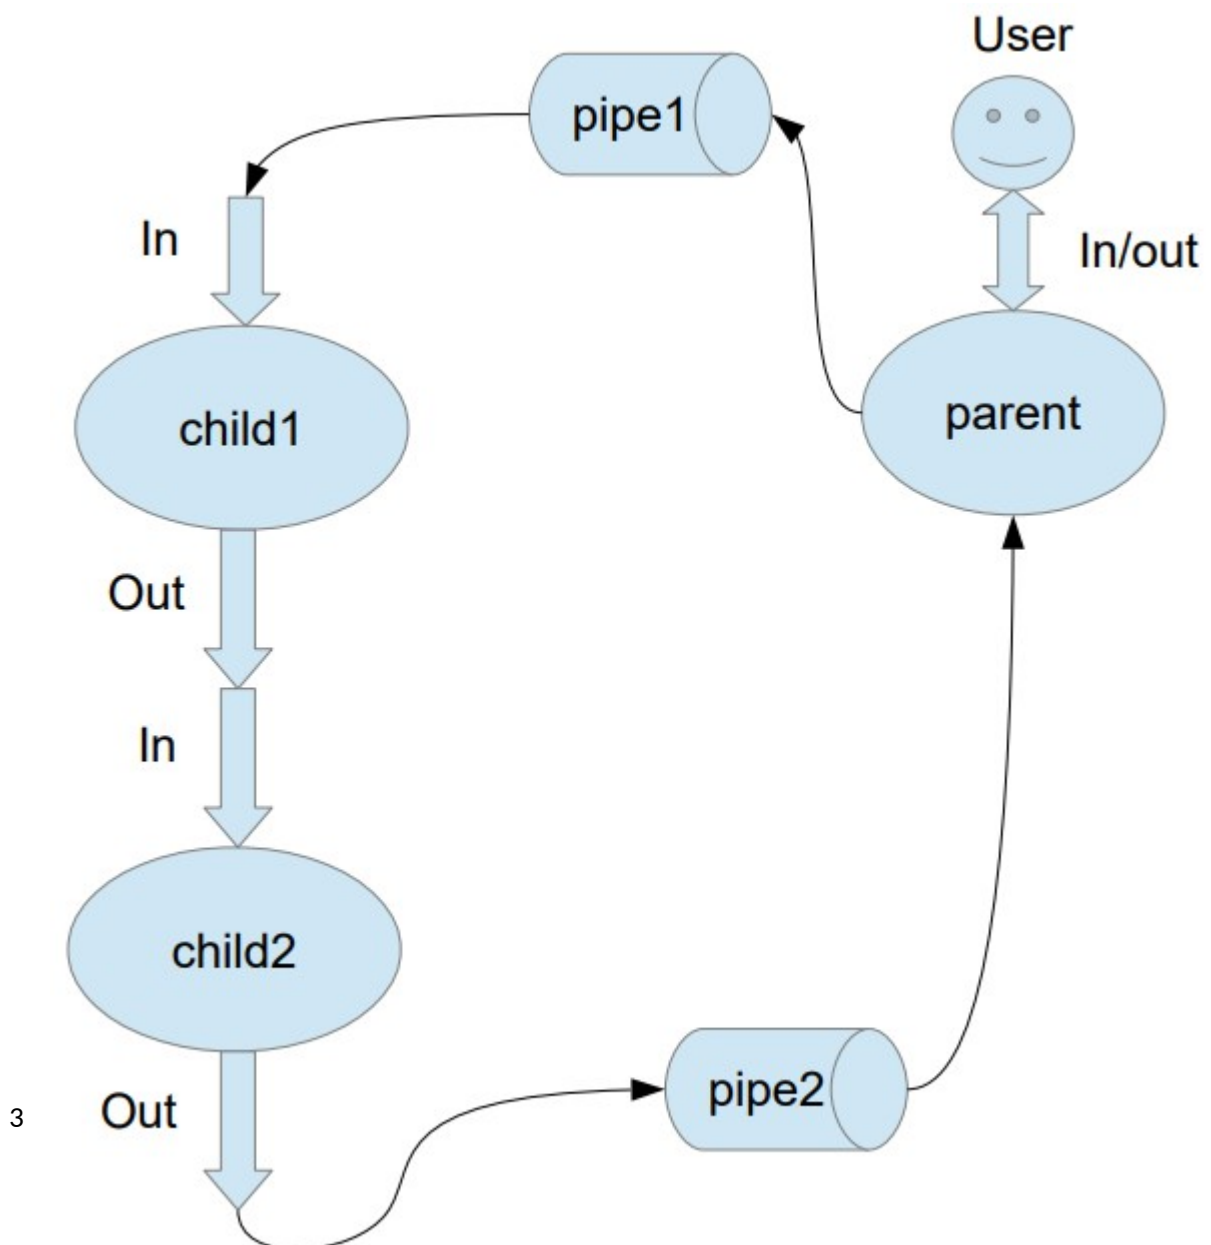 User
pipe1
In
In/out
child1
parent
Out
In
child2
pipe2
3
Out